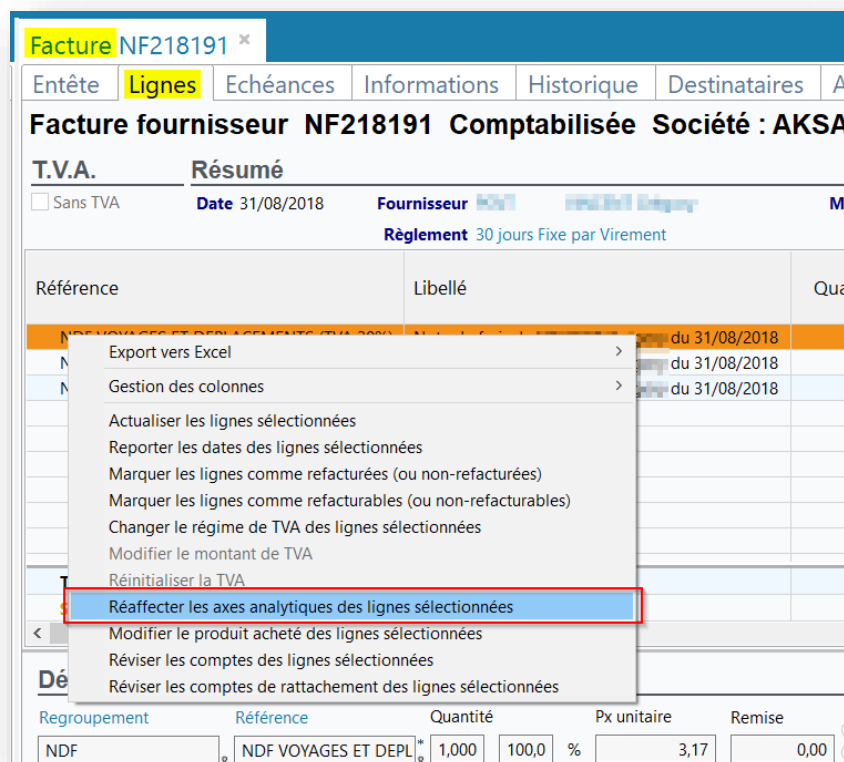 Facture NF218191 ×
Entête Lignes Echéances Informations Historique Destinataires A
Facture fournisseur NF218191 Comptabilisée Société : AKSA
T.V.A. Résumé
Sans TVA Date 31/08/2018 Fournisseur M
Règlement 30 jours Fixe par Virement
Référence Libellé Qua
du 31/08/2018
N du 31/08/2018
N du 31/08/2018
Export vers Excel >
Gestion des colonnes >
Actualiser les lignes sélectionnées
Reporter les dates des lignes sélectionnées
Marquer les lignes comme refacturées (ou non-refacturées)
Marquer les lignes comme refacturables (ou non-refacturables)
Changer le régime de TVA des lignes sélectionnées
Modifier le montant de TVA
Réinitialiser la TVA
Réaffecter les axes analytiques des lignes sélectionnées
Modifier le produit acheté des lignes sélectionnées
Réviser les comptes des lignes sélectionnées
Réviser les comptes de rattachement des lignes sélectionnées
Dé
Regroupement Référence Quantité Px unitaire Remise
NDF NDF VOYAGES ET DEPL * 1,000 100,0 % 3,17 0,00